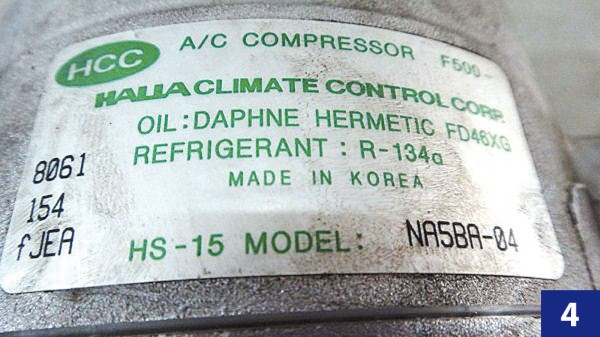 HCC A/C COMPRESSOR F500-
HALLA CLIMATE CONTROL CORP.
OIL:DAPHNE HERMETIC FD46XG
REFRIGERANT : R-134a
MADE IN KOREA
8061
154
fJEA
HS-15 MODEL: NA5BA-04
4